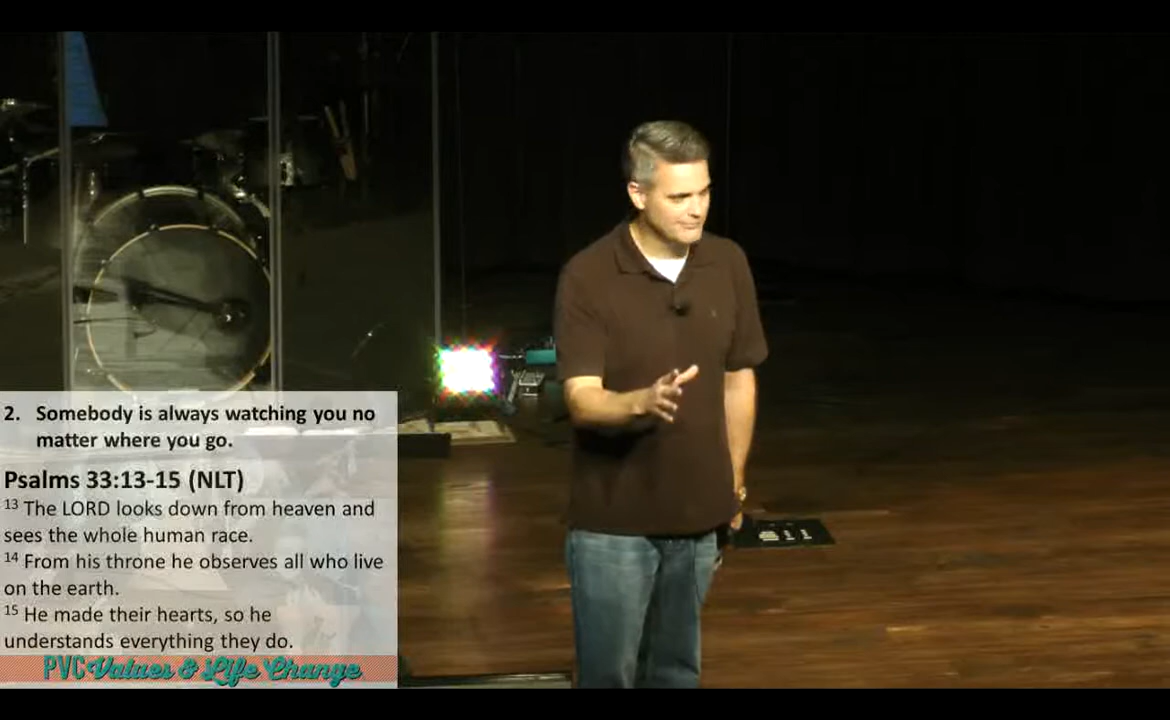 2. Somebody is always watching you no
matter where you go.
Psalms 33:13-15 (NLT)
13 The LORD looks down from heaven and
sees the whole human race.
14 From his throne he observes all who live
on the earth.
15 He made their hearts, so he
understands everything they do.
PVC Values & Life Change